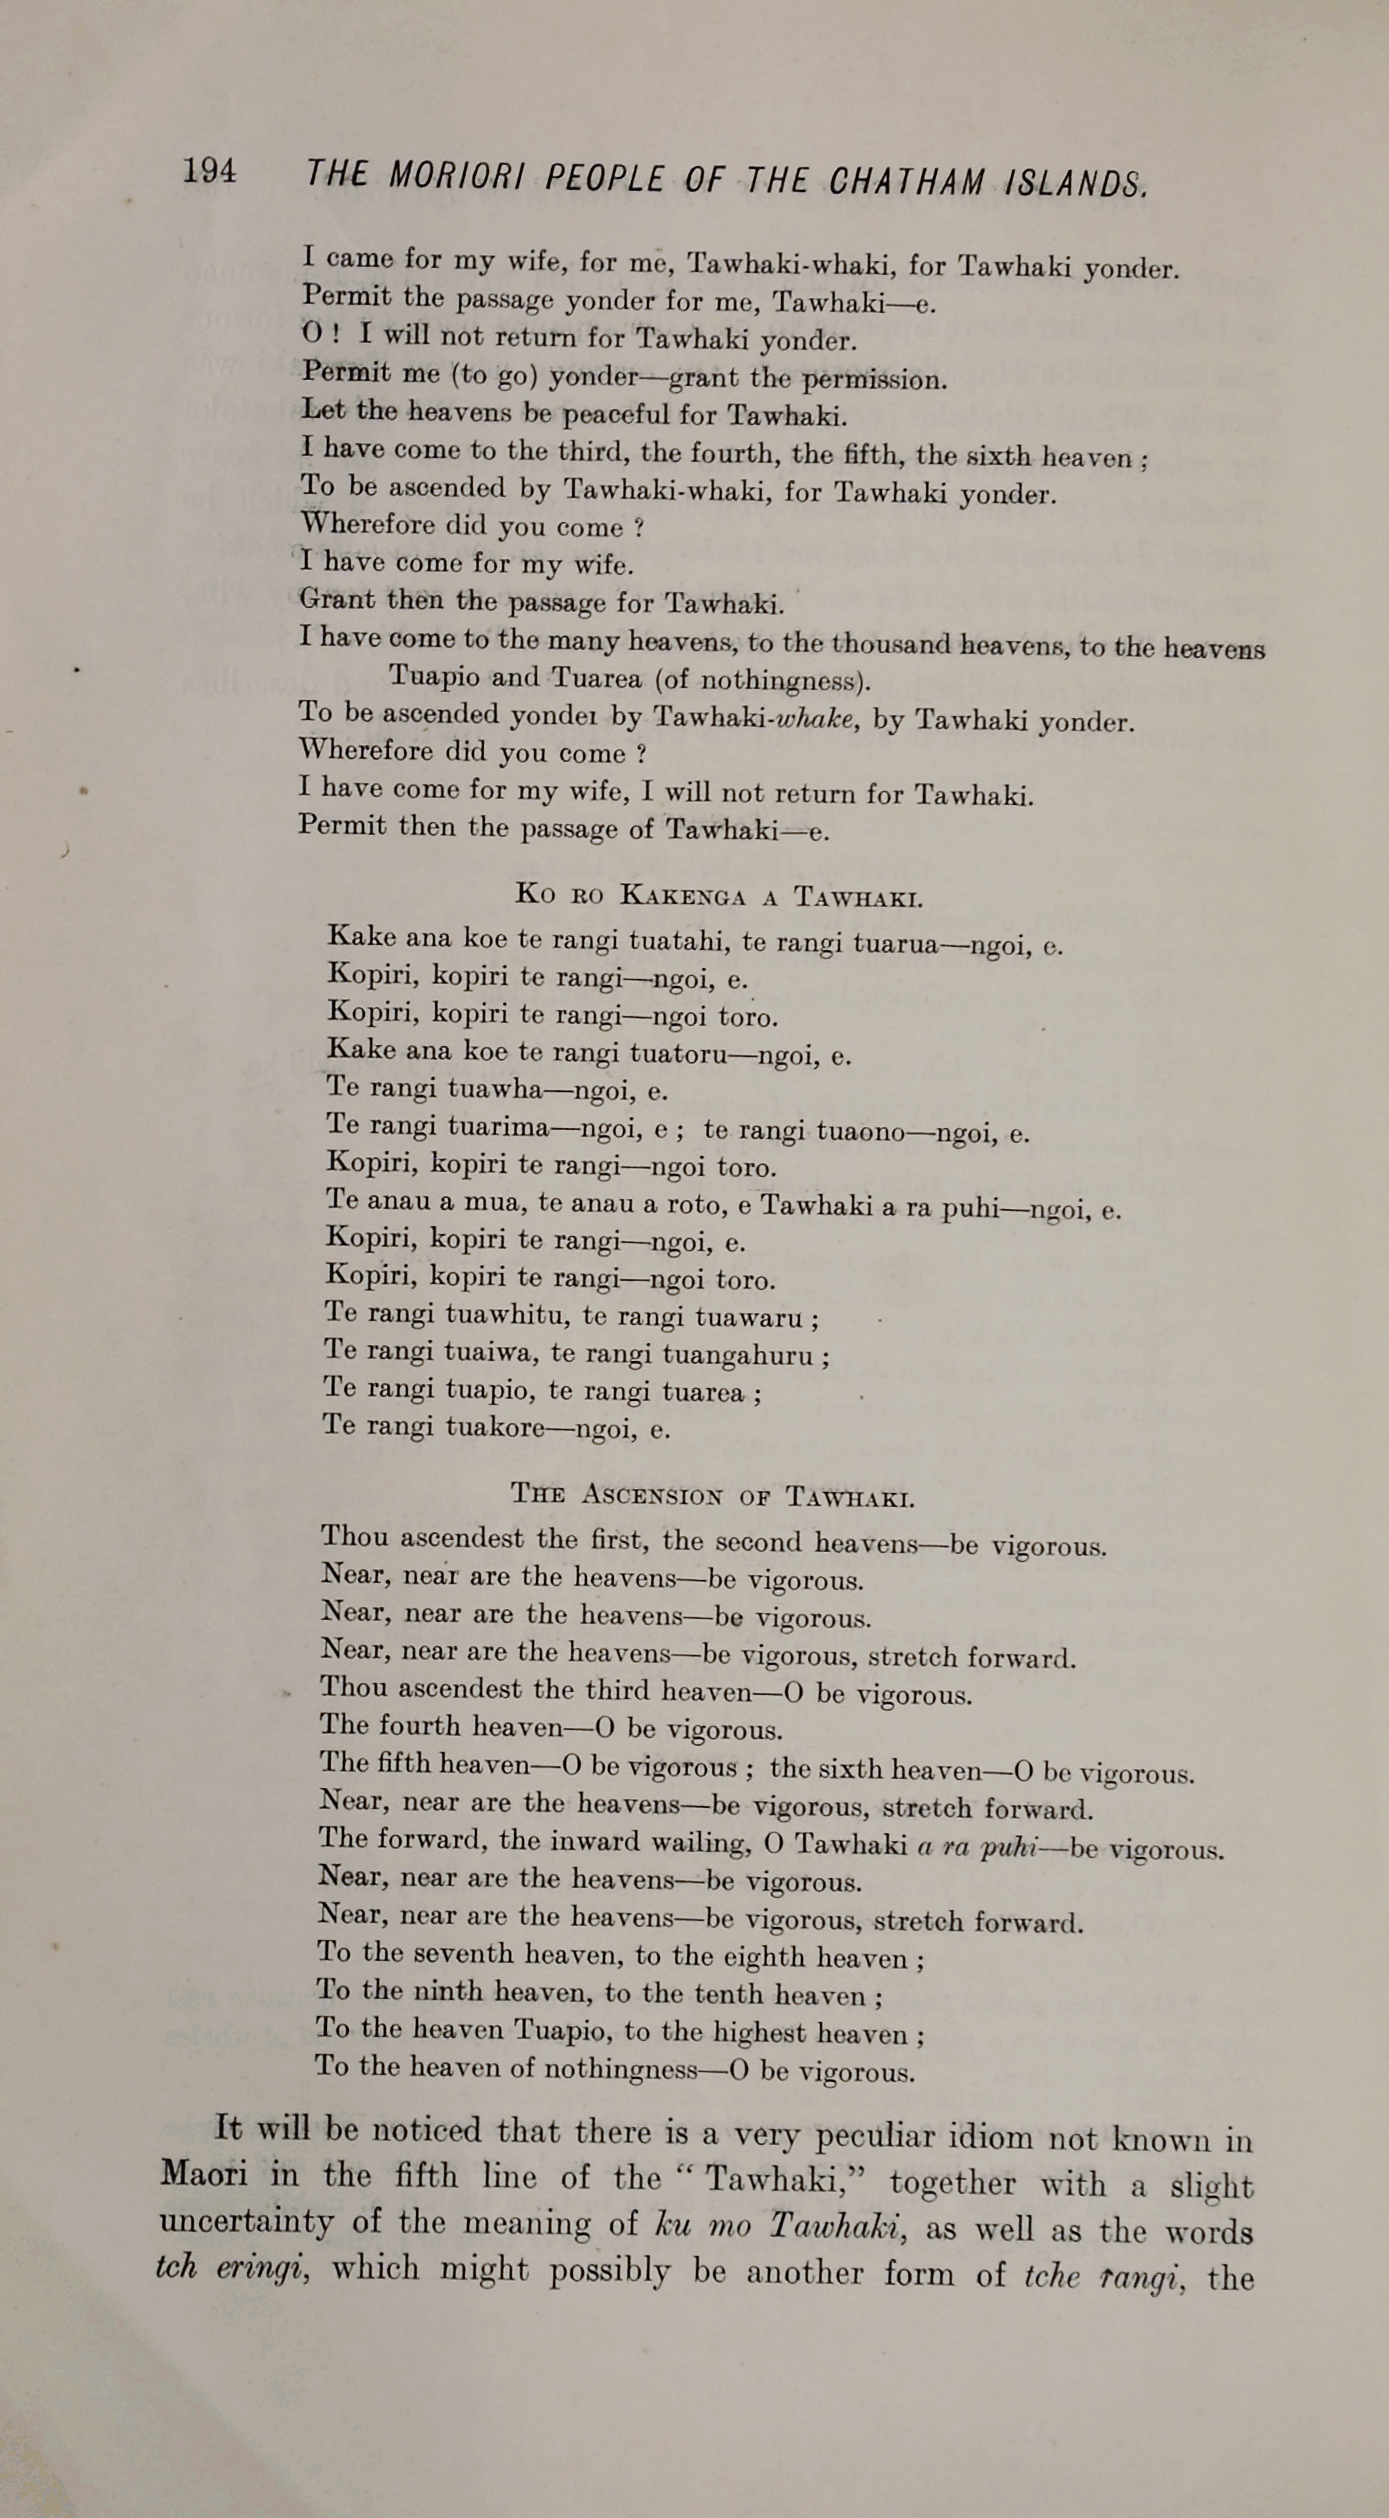 194 THE MORIORI PEOPLE OF THE CHATHAM ISLANDS.
I came for my wife, for me, Tawhaki-whaki, for Tawhaki yonder.
Permit the passage yonder for me, Tawhaki—e.
O! I will not return for Tawhaki yonder.
Permit me (to go) yonder—grant the permission.
Let the heavens be peaceful for Tawhaki.
I have come to the third, the fourth, the fifth, the sixth heaven;
To be ascended by Tawhaki-whaki, for Tawhaki yonder.
Wherefore did you come?
I have come for my wife.
Grant then the passage for Tawhaki.
I have come to the many heavens, to the thousand heavens, to the heavens
Tuapio and Tuarea (of nothingness).
To be ascended yonder by Tawhaki-whake, by Tawhaki yonder.
Wherefore did you come?
I have come for my wife, I will not return for Tawhaki.
Permit then the passage of Tawhaki—e.
KO RO KAKENGA A TAWHAKI.
Kake ana koe te rangi tuatahi, te rangi tuarua—ngoi, e.
Kopiri, kopiri te rangi—ngoi, e.
Kopiri, kopiri te rangi—ngoi toro.
Kake ana koe te rangi tuatoru—ngoi, e.
Te rangi tuawha—ngoi, e.
Te rangi tuarima—ngoi, e; te rangi tuaono—ngoi, e.
Kopiri, kopiri te rangi—ngoi toro.
Te anau a mua, te anau a roto, e Tawhaki a ra puhi—ngoi, e.
Kopiri, kopiri te rangi—ngoi, e.
Kopiri, kopiri te rangi—ngoi toro.
Te rangi tuawhitu, te rangi tuawaru;
Te rangi tuaiwa, te rangi tuangahuru;
Te rangi tuapio, te rangi tuarea;
Te rangi tuakore—ngoi, e.
THE ASCENSION OF TAWHAKI.
Thou ascendest the first, the second heavens—be vigorous.
Near, near are the heavens—be vigorous.
Near, near are the heavens—be vigorous.
Near, near are the heavens—be vigorous, stretch forward.
Thou ascendest the third heaven—O be vigorous.
The fourth heaven—O be vigorous.
The fifth heaven—O be vigorous; the sixth heaven—O be vigorous.
Near, near are the heavens—be vigorous, stretch forward.
The forward, the inward wailing, O Tawhaki a ra puhi—be vigorous.
Near, near are the heavens—be vigorous.
Near, near are the heavens—be vigorous, stretch forward.
To the seventh heaven, to the eighth heaven;
To the ninth heaven, to the tenth heaven;
To the heaven Tuapio, to the highest heaven;
To the heaven of nothingness—O be vigorous.
It will be noticed that there is a very peculiar idiom not known in
Maori in the fifth line of the "Tawhaki," together with a slight
uncertainty of the meaning of ku mo Tawhaki, as well as the words
tch eringi, which might possibly be another form of tche rangi, the